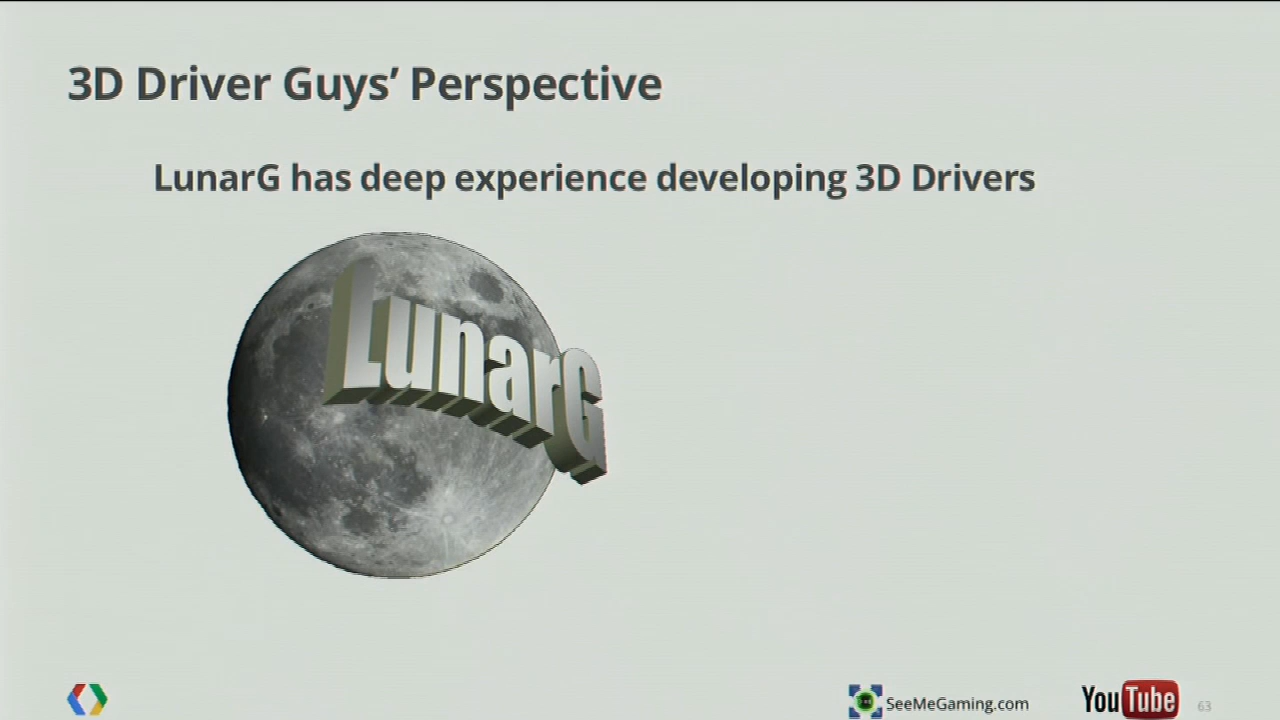 3D Driver Guys’ Perspective
LunarG has deep experience developing 3D Drivers
LunarG
SeeMeGaming.com
YouTube
63